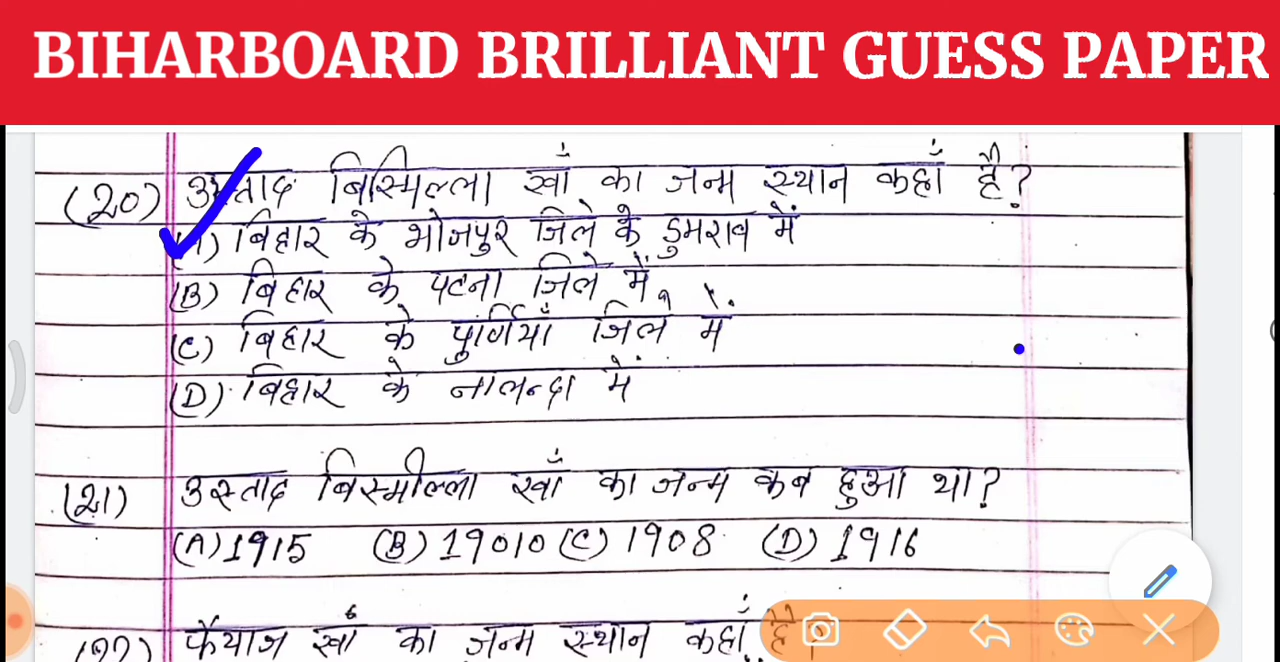 BIHARBOARD BRILLIANT GUESS PAPER
(20) उस्ताद बिस्मिल्ला खाँ का जन्म स्थान कहाँ है?
(A) बिहार के भोजपुर जिले के डुमराव में
(B) बिहार के पटना जिले में
(C) बिहार के पुर्णियाँ जिले में
(D) बिहार के नालन्दा में
(21) उस्ताद बिस्मील्ला खाँ का जन्म कब हुआ था?
(A) 1915 (B) 19010 (C) 1908 (D) 1916
(22) फैयाज खाँ का जन्म स्थान कहाँ है?